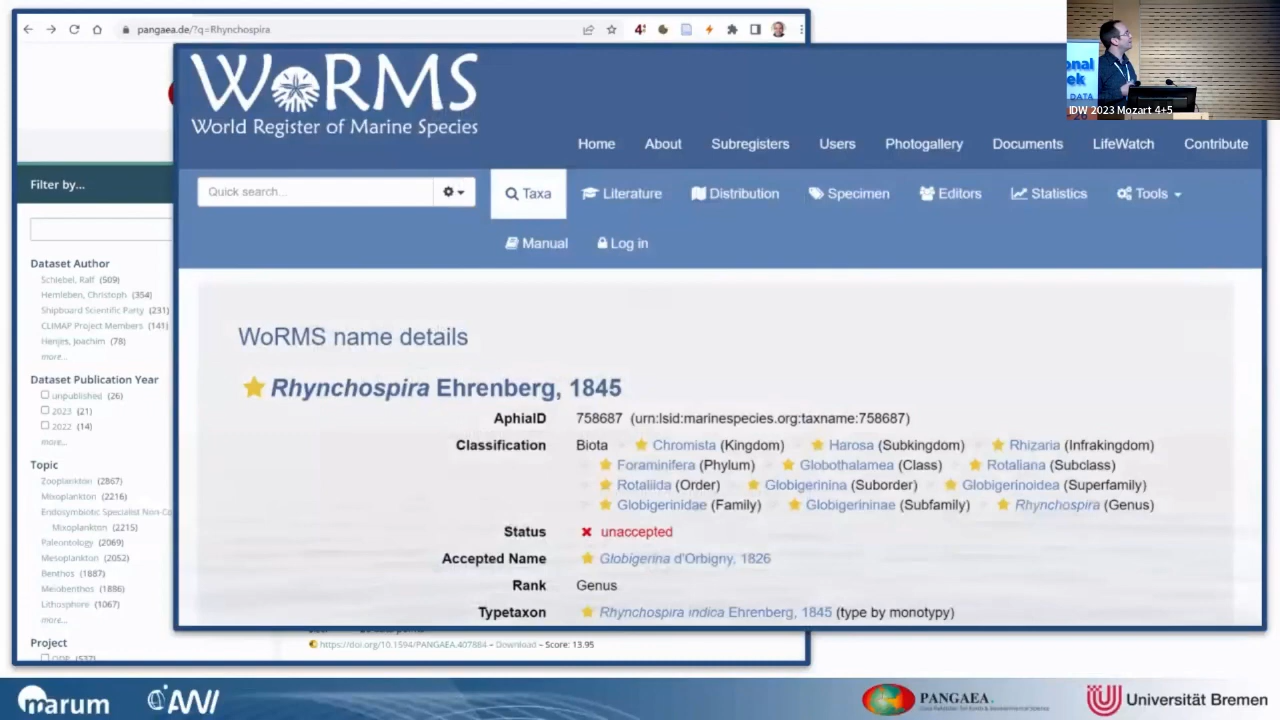 pangaea.de/?q=Rhynchospira
WoRMS
World Register of Marine Species
Home About Subregisters Users Photogallery Documents LifeWatch Contribute
Quick search... Taxa Literature Distribution Specimen Editors Statistics Tools
Manual Log in
WoRMS name details
Rhynchospira Ehrenberg, 1845
AphiaID 758687 (urn:lsid:marinespecies.org:taxname:758687)
Classification Biota Chromista (Kingdom) Harosa (Subkingdom) Rhizaria (Infrakingdom)
Foraminifera (Phylum) Globothalamea (Class) Rotaliana (Subclass)
Rotaliida (Order) Globigerinina (Suborder) Globigerinoidea (Superfamily)
Globigerinidae (Family) Globigerininae (Subfamily) Rhynchospira (Genus)
Status unaccepted
Accepted Name Globigerina d'Orbigny, 1826
Rank Genus
Typetaxon Rhynchospira indica Ehrenberg, 1845 (type by monotypy)
Filter by...
Dataset Author
Schiebel, Ralf (509)
Hemleben, Christoph (354)
Shipboard Scientific Party (231)
CLIMAP Project Members (141)
Henjes, Joachim (78)
more...
Dataset Publication Year
unpublished (26)
2023 (21)
2022 (14)
more...
Topic
Zooplankton (2867)
Mixoplankton (2216)
Endosymbiotic Specialist Non-Co
Mixoplankton (2215)
Paleontology (2069)
Mesoplankton (2052)
Benthos (1887)
Meiobenthos (1886)
Lithosphere (1067)
more...
Project
https://doi.org/10.1594/PANGAEA.407884 – Download – Score: 13.95
onal
ek
DATA
IDW 2023 Mozart 4+5
marum
AWI
PANGAEA.
Universität Bremen